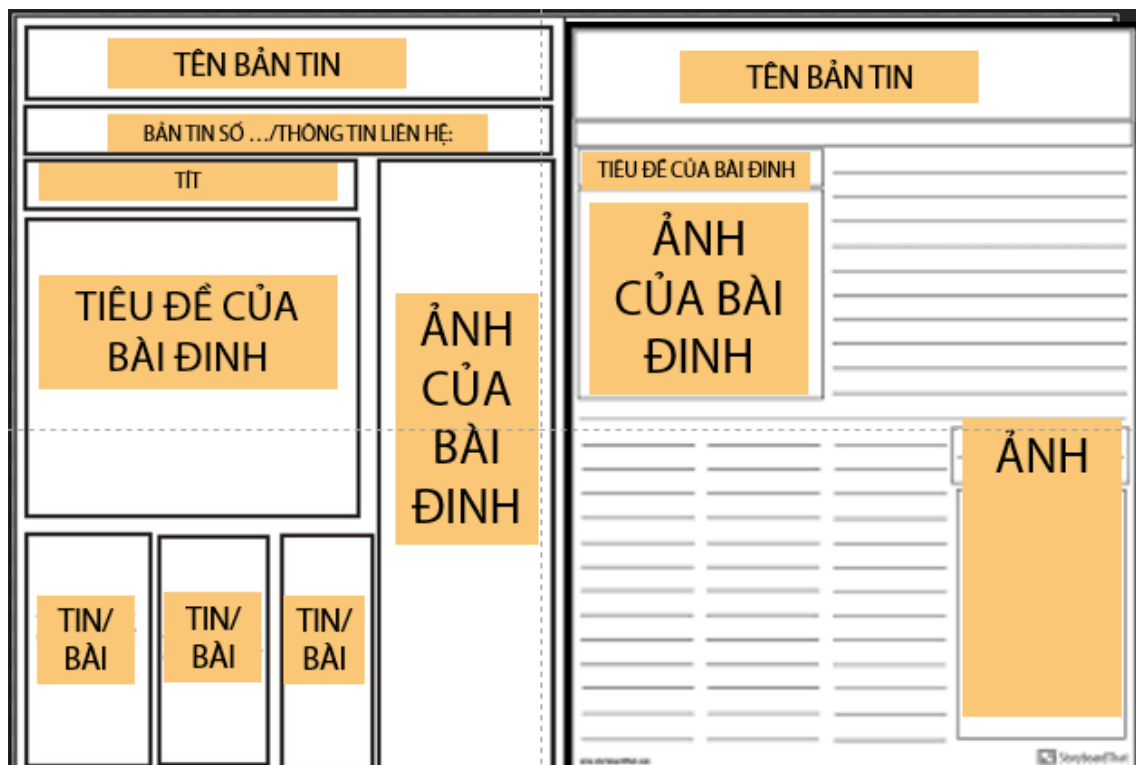 TÊN BẢN TIN
BẢN TIN SỐ .../THÔNG TIN LIÊN HỆ:
TÍT
TIÊU ĐỀ CỦA
BÀI ĐINH
ẢNH
CỦA
BÀI
ĐINH
TIN/
BÀI
TIN/
BÀI
TIN/
BÀI
TÊN BẢN TIN
TIÊU ĐỀ CỦA BÀI ĐINH
ẢNH
CỦA BÀI
ĐINH
ẢNH
StoryboardThat